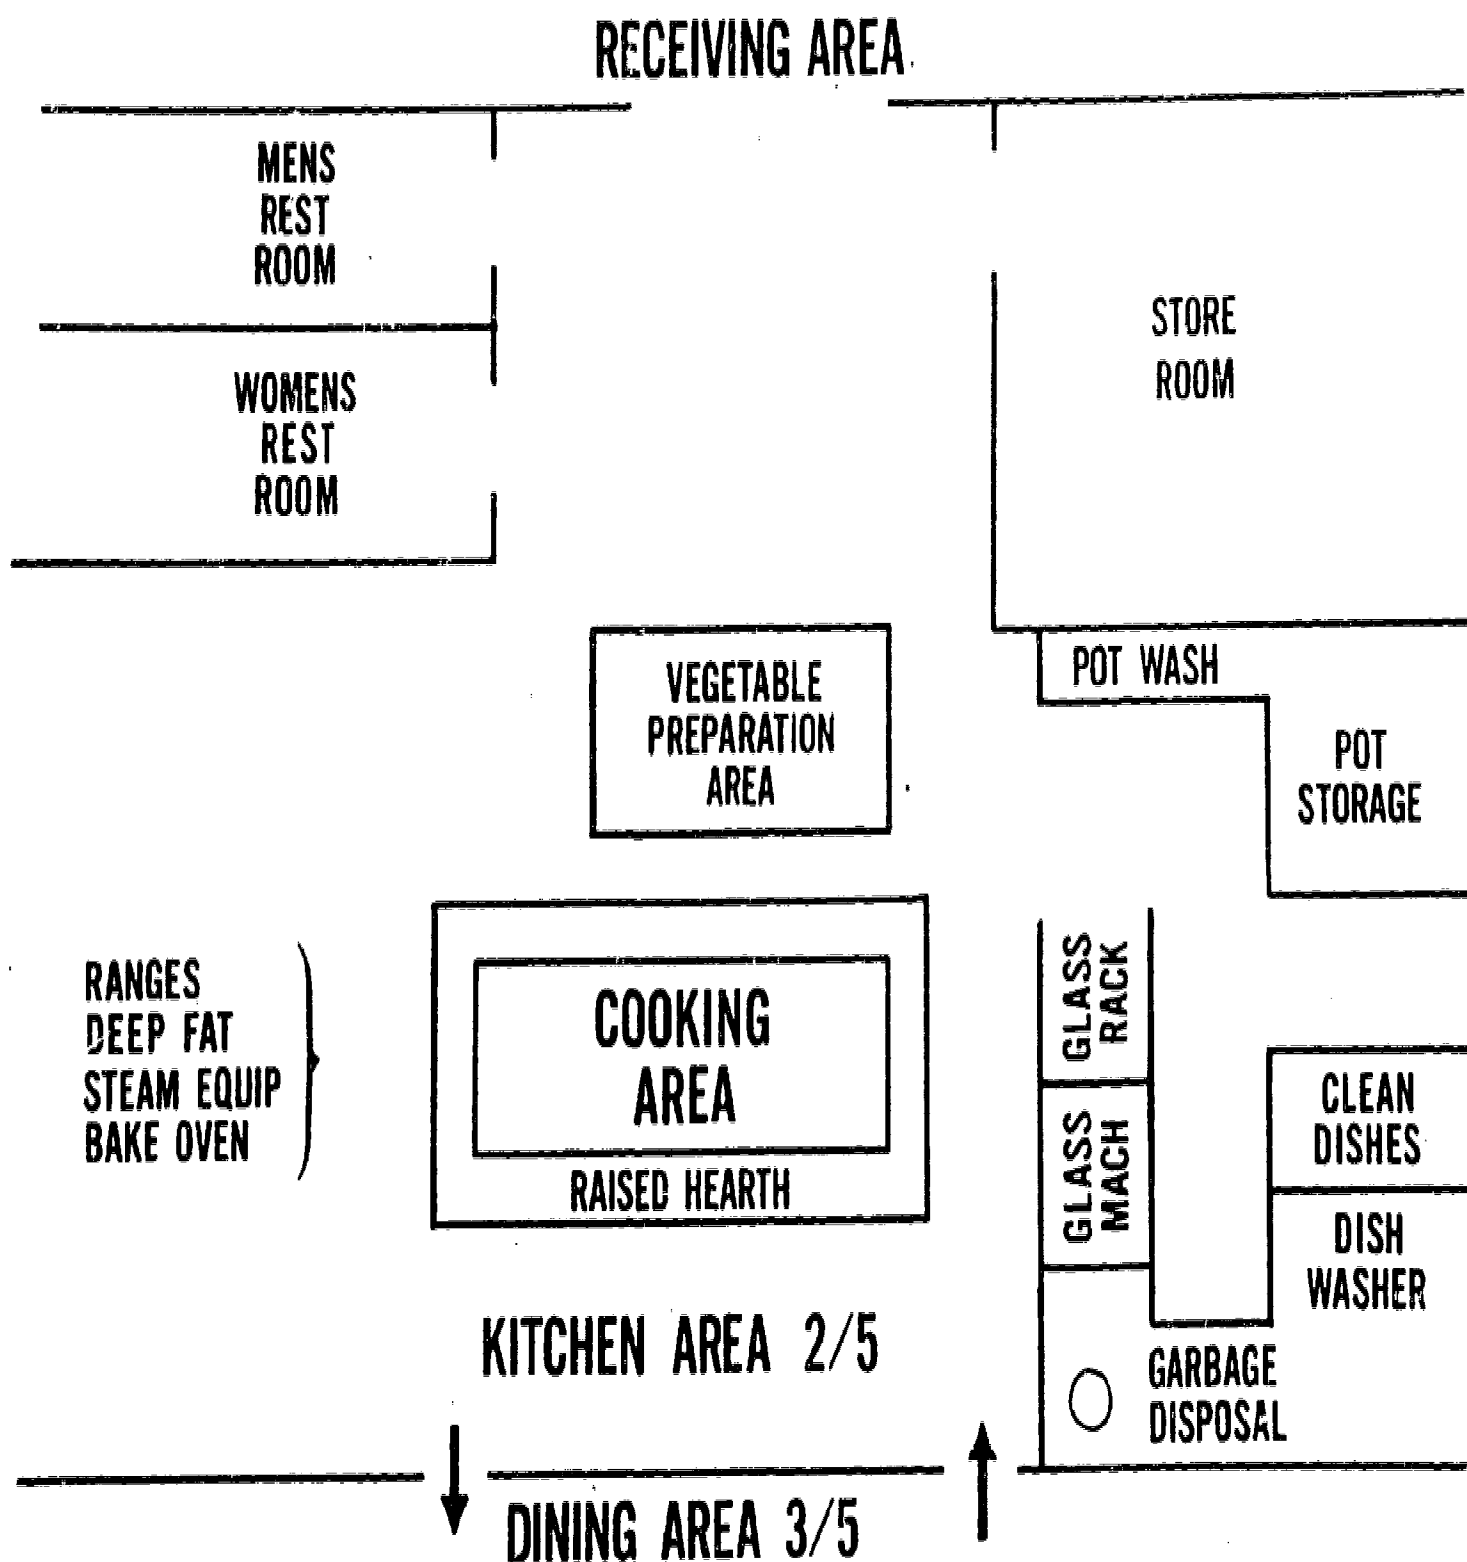 RECEIVING AREA
MENS
REST
ROOM
WOMENS
REST
ROOM
STORE
ROOM
VEGETABLE
PREPARATION
AREA
POT WASH
POT
STORAGE
RANGES
DEEP FAT
STEAM EQUIP
BAKE OVEN
COOKING
AREA
RAISED HEARTH
GLASS
RACK
GLASS
MACH
CLEAN
DISHES
DISH
WASHER
GARBAGE
DISPOSAL
KITCHEN AREA 2/5
DINING AREA 3/5